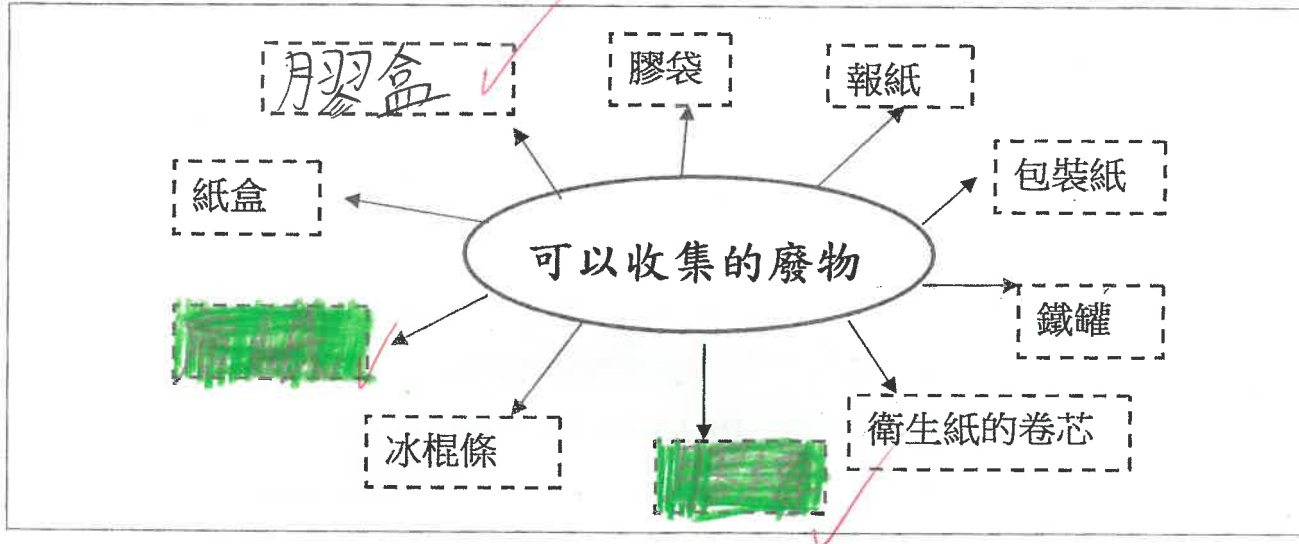 膠盒
膠袋
報紙
紙盒
包裝紙
可以收集的廢物
鐵罐
冰棍條
衛生紙的卷芯